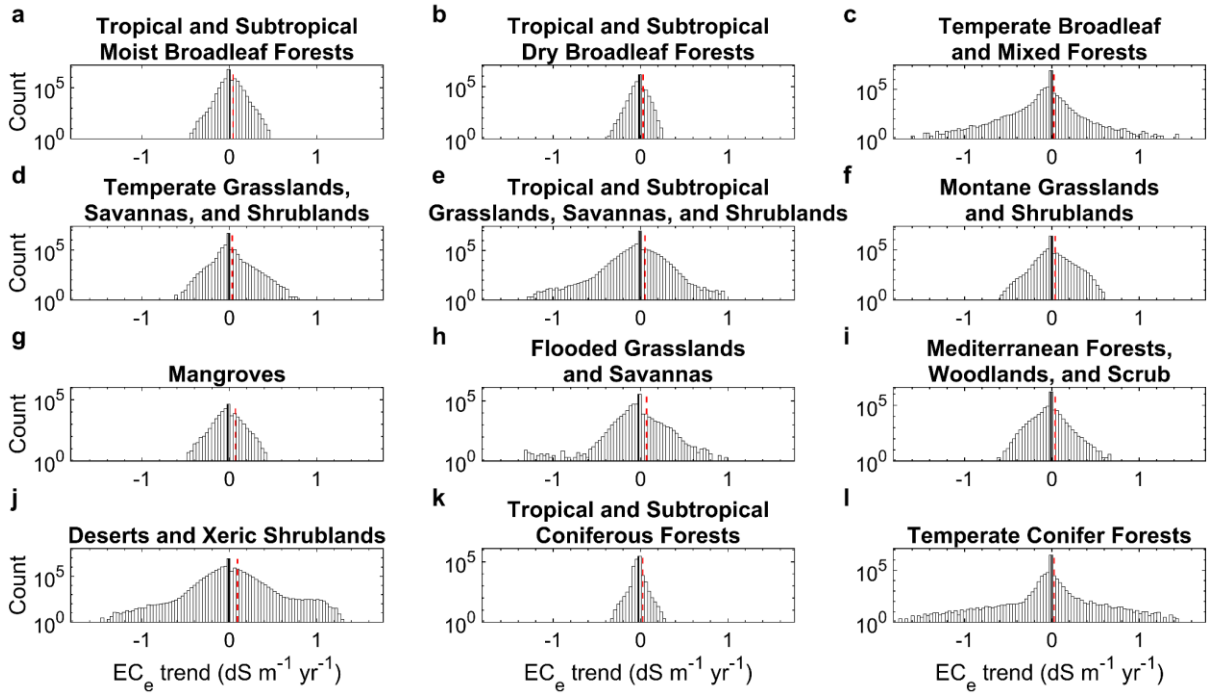 a
Tropical and Subtropical
Moist Broadleaf Forests
Count
10^5
10^0
-1 0 1
b
Tropical and Subtropical
Dry Broadleaf Forests
10^5
10^0
-1 0 1
c
Temperate Broadleaf
and Mixed Forests
10^5
10^0
-1 0 1
d
Temperate Grasslands,
Savannas, and Shrublands
Count
10^5
10^0
-1 0 1
e
Tropical and Subtropical
Grasslands, Savannas, and Shrublands
10^5
10^0
-1 0 1
f
Montane Grasslands
and Shrublands
10^5
10^0
-1 0 1
g
Mangroves
Count
10^5
10^0
-1 0 1
h
Flooded Grasslands
and Savannas
10^5
10^0
-1 0 1
i
Mediterranean Forests,
Woodlands, and Scrub
10^5
10^0
-1 0 1
j
Deserts and Xeric Shrublands
Count
10^5
10^0
-1 0 1
EC_e trend (dS m^-1 yr^-1)
k
Tropical and Subtropical
Coniferous Forests
10^5
10^0
-1 0 1
EC_e trend (dS m^-1 yr^-1)
l
Temperate Conifer Forests
10^5
10^0
-1 0 1
EC_e trend (dS m^-1 yr^-1)